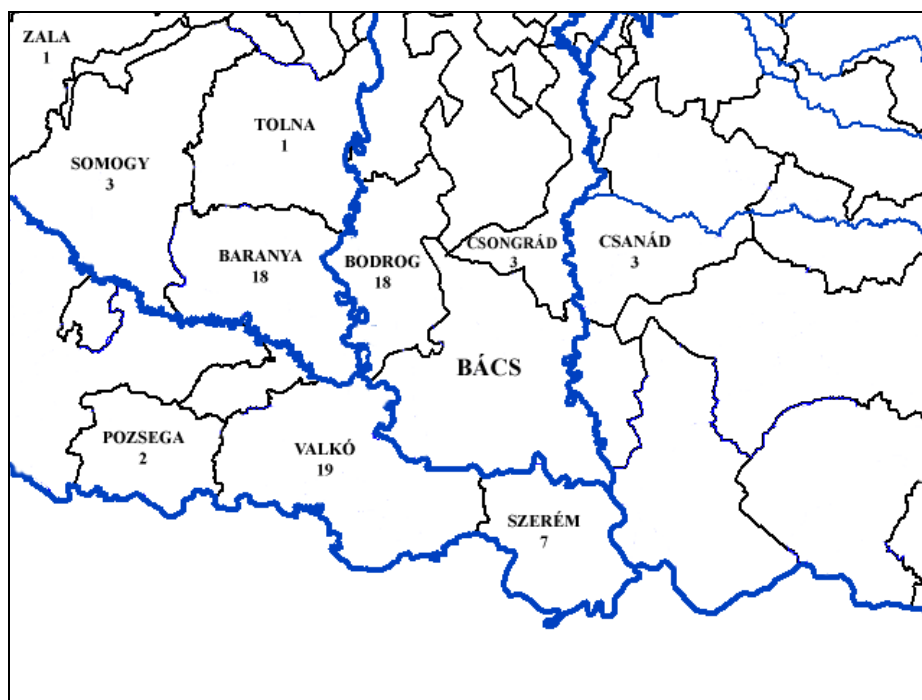 ZALA
1
TOLNA
1
SOMOGY
3
BARANYA
18
BODROG
18
CSONGRÁD
3
CSANÁD
3
BÁCS
POZSEGA
2
VALKÓ
19
SZERÉM
7